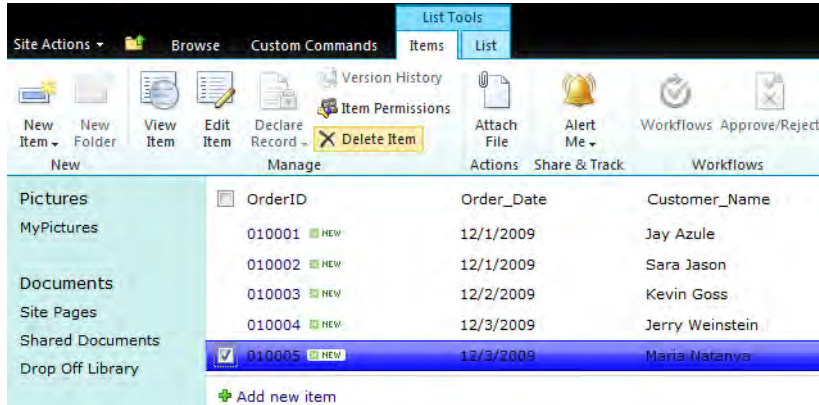 List Tools
Site Actions Browse Custom Commands Items List
Version History
Item Permissions
Delete Item
New Item New Folder View Item Edit Item Declare Record Attach File Alert Me Workflows Approve/Reject
New Manage Actions Share & Track Workflows
Pictures
MyPictures
Documents
Site Pages
Shared Documents
Drop Off Library
OrderID Order_Date Customer_Name
010001 NEW 12/1/2009 Jay Azule
010002 NEW 12/1/2009 Sara Jason
010003 NEW 12/2/2009 Kevin Goss
010004 NEW 12/3/2009 Jerry Weinstein
010005 NEW 12/3/2009 Maria Natanya
Add new item